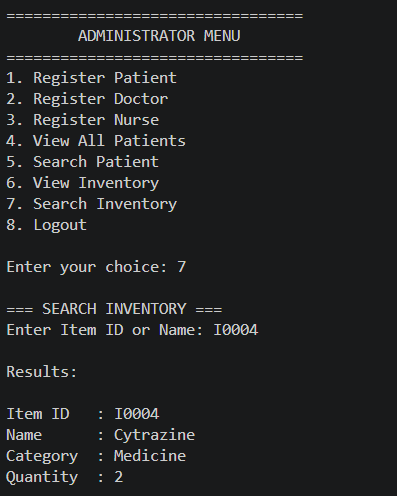 =================================
        ADMINISTRATOR MENU
=================================
1. Register Patient
2. Register Doctor
3. Register Nurse
4. View All Patients
5. Search Patient
6. View Inventory
7. Search Inventory
8. Logout

Enter your choice: 7

=== SEARCH INVENTORY ===
Enter Item ID or Name: I0004

Results:

Item ID   : I0004
Name      : Cytrazine
Category  : Medicine
Quantity  : 2